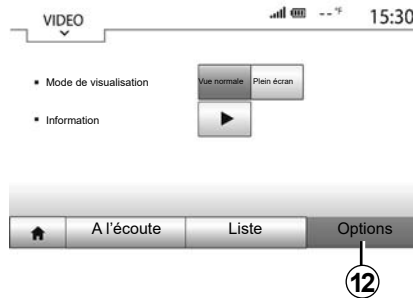 VIDEO --°F 15:30
Mode de visualisation Vue normale Plein écran
Information
A l'écoute Liste Options
12